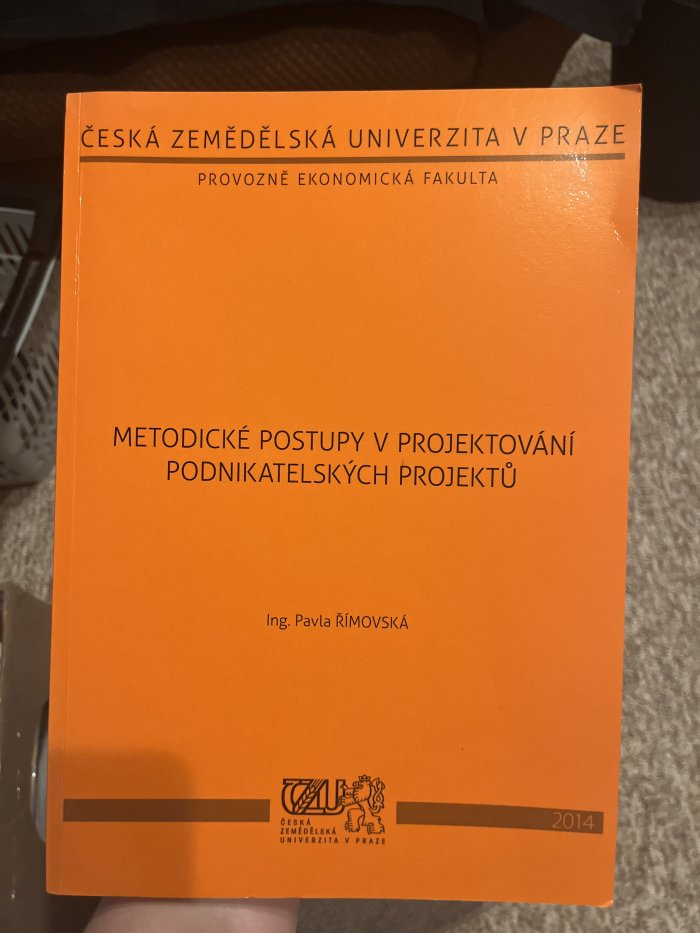 ČESKÁ ZEMĚDĚLSKÁ UNIVERZITA V PRAZE
PROVOZNĚ EKONOMICKÁ FAKULTA
METODICKÉ POSTUPY V PROJEKTOVÁNÍ
PODNIKATELSKÝCH PROJEKTŮ
Ing. Pavla ŘÍMOVSKÁ
ČZU
ČESKÁ
ZEMĚDĚLSKÁ
UNIVERZITA V PRAZE
2014